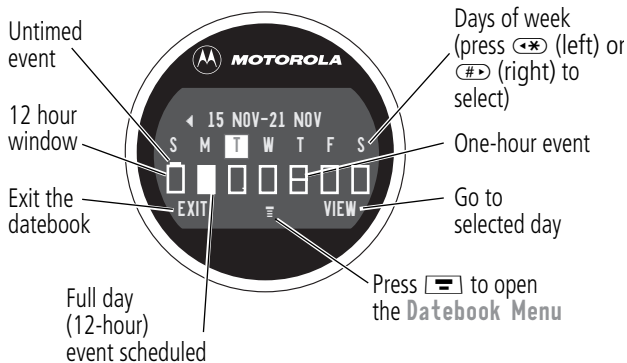 Untimed
event
12 hour
window
Exit the
datebook
Full day
(12-hour)
event scheduled
MOTOROLA
15 NOV-21 NOV
S M T W T F S
EXIT
VIEW
Days of week
(press * (left) or
# (right) to
select)
One-hour event
Go to
selected day
Press to open
the Datebook Menu